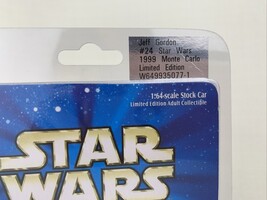 Jeff Gordon
#24 Star Wars
1999 Monte Carlo
Limited Edition
W649935077-1
1:64-scale Stock Car
Limited Edition Adult Collectible
STAR
WARS